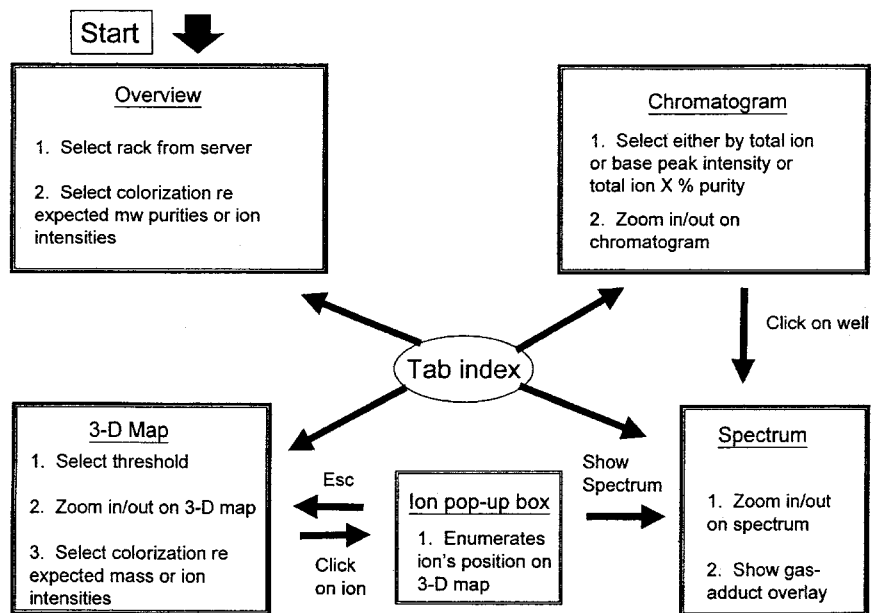 Start
Overview
1. Select rack from server
2. Select colorization re
expected mw purities or ion
intensities
Chromatogram
1. Select either by total ion
or base peak intensity or
total ion X % purity
2. Zoom in/out on
chromatogram
Click on well
Tab index
3-D Map
1. Select threshold
2. Zoom in/out on 3-D map
3. Select colorization re
expected mass or ion
intensities
Esc
Click
on ion
Ion pop-up box
1. Enumerates
ion's position on
3-D map
Show
Spectrum
Spectrum
1. Zoom in/out
on spectrum
2. Show gas-
adduct overlay